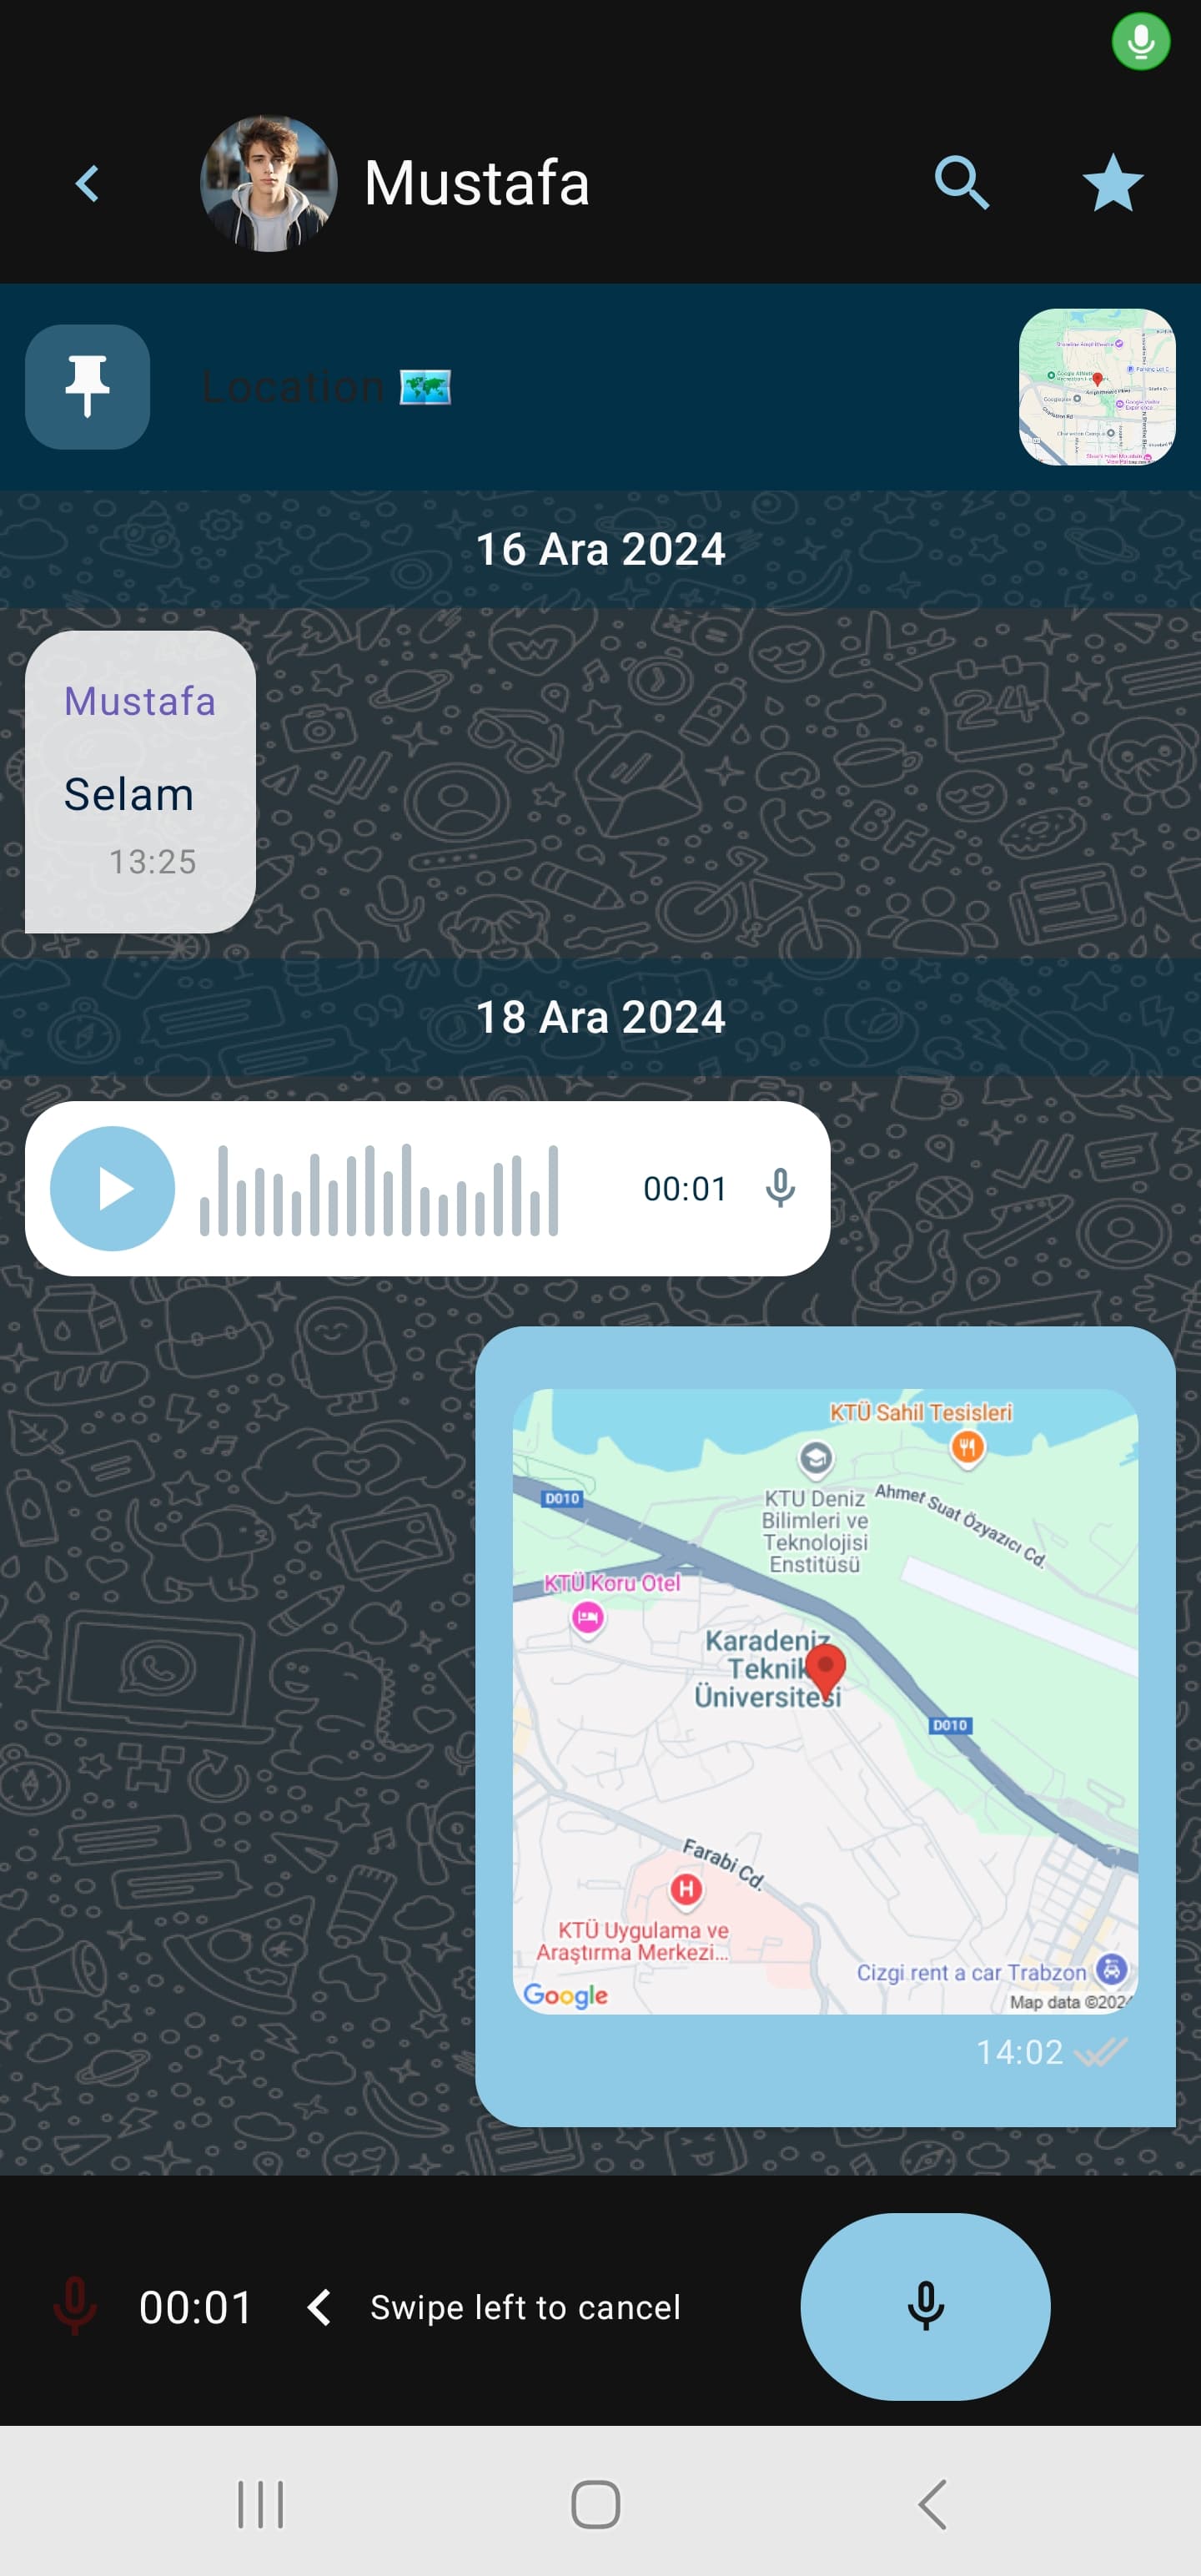 Mustafa
Location
16 Ara 2024
Mustafa
Selam
13:25
18 Ara 2024
00:01
KTÜ Sahil Tesisleri
D010
KTU Deniz
Bilimleri ve
Teknolojisi
Enstitüsü
Ahmet Suat Özyazıcı Cd.
KTÜ Koru Otel
Karadeniz
Teknik
Üniversitesi
D010
Farabi Cd.
H
KTÜ Uygulama ve
Araştırma Merkezi...
Cizgi rent a car Trabzon
Google
Map data ©2024
14:02
00:01
Swipe left to cancel